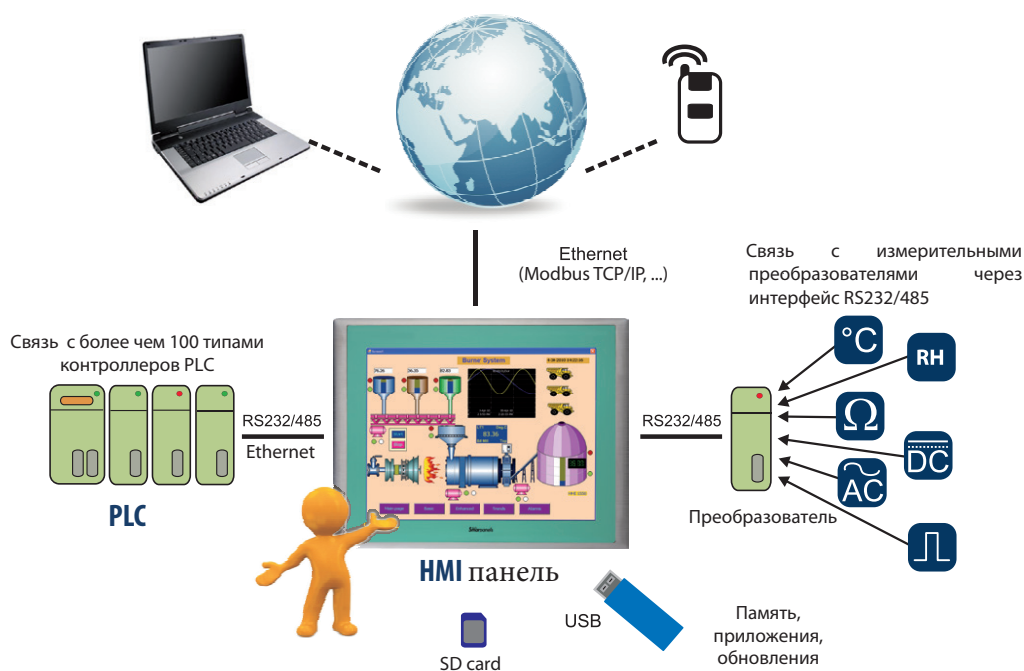 Ethernet
(Modbus TCP/IP, ...)
Связь с измерительными
преобразователями через
интерфейс RS232/485
Связь с более чем 100 типами
контроллеров PLC
RS232/485
Ethernet
PLC
Burner System
RS232/485
°C
RH
Ω
DC
AC
Преобразователь
HMI панель
USB
SD card
Память,
приложения,
обновления